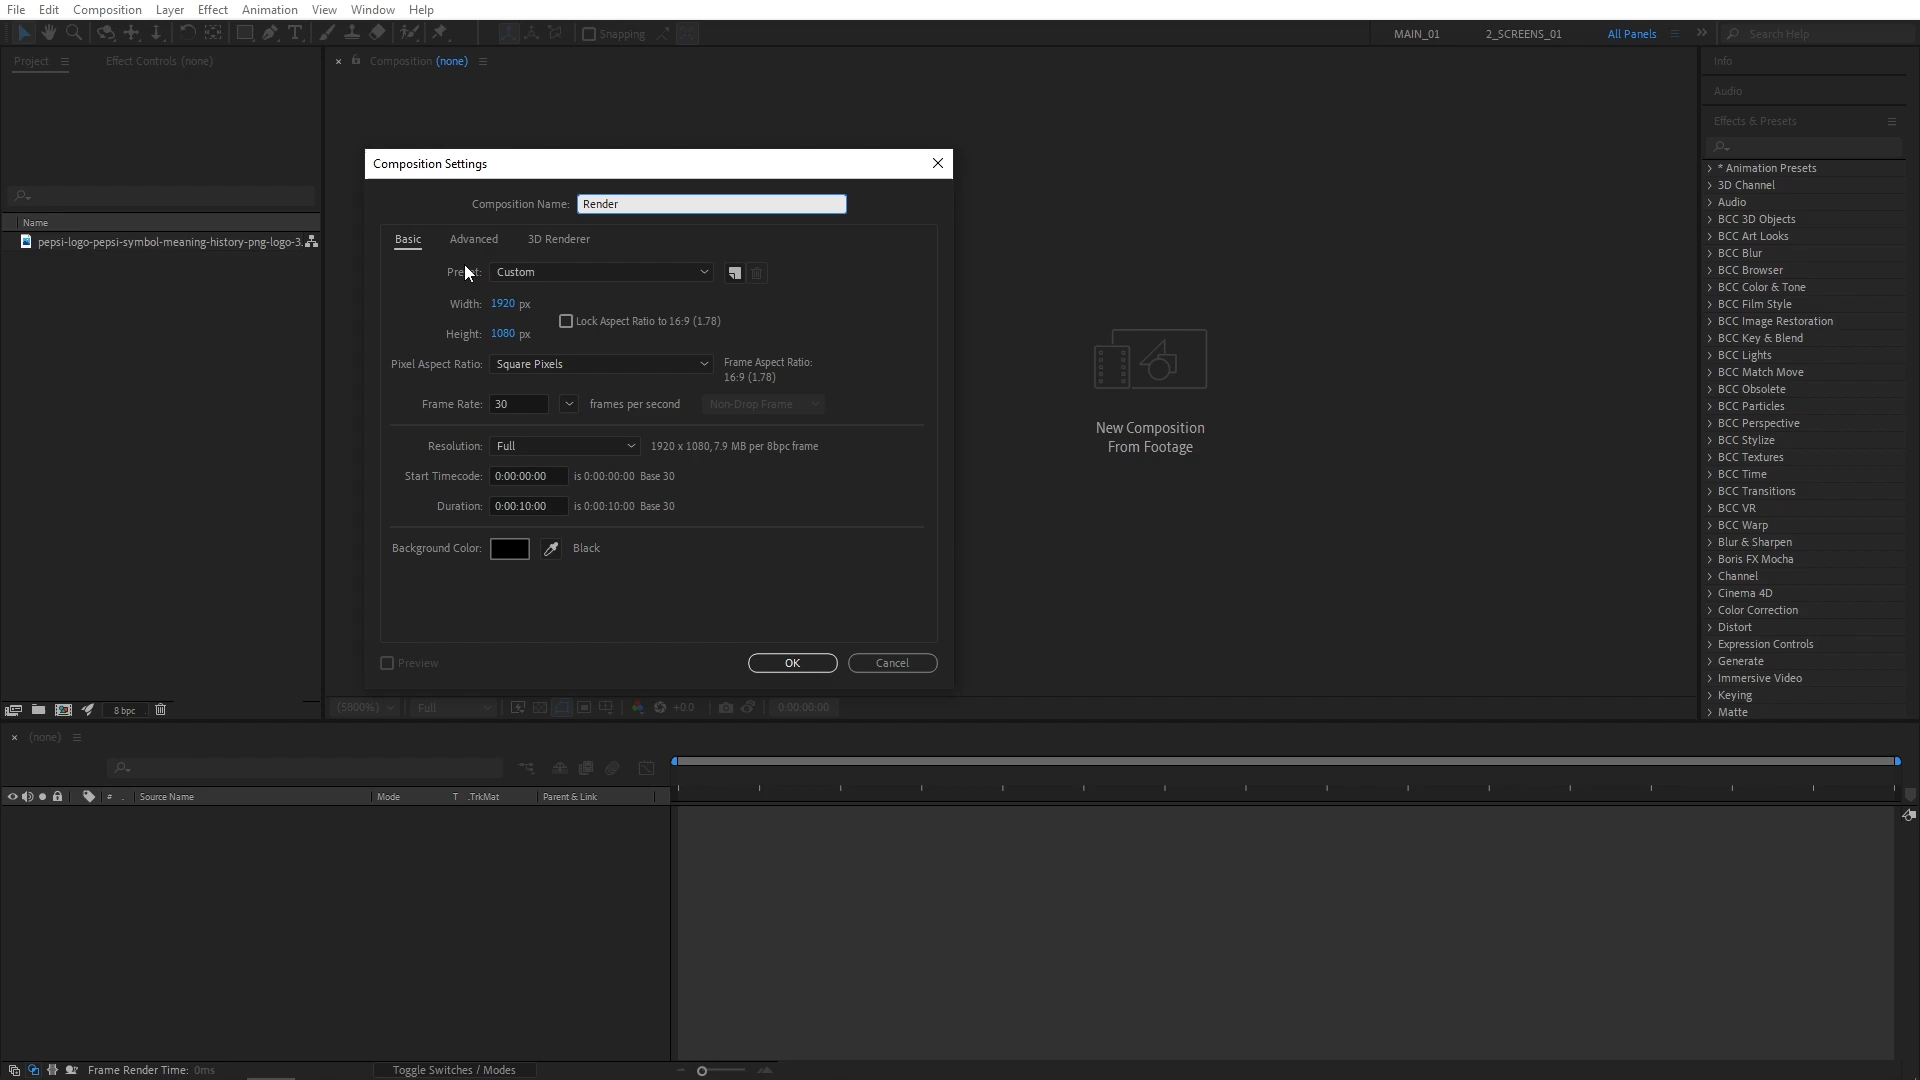 File Edit Composition Layer Effect Animation View Window Help
Snapping MAIN_01 2_SCREENS_01 All Panels Search Help
Project Effect Controls (none) Composition (none) Info
Audio
Effects & Presets
Composition Settings
Composition Name: Render
Basic Advanced 3D Renderer
Preset: Custom
Width: 1920 px
Lock Aspect Ratio to 16:9 (1.78)
Height: 1080 px
Pixel Aspect Ratio: Square Pixels Frame Aspect Ratio:
16:9 (1.78)
Frame Rate: 30 frames per second Non-Drop Frame
Resolution: Full 1920 x 1080, 7.9 MB per 8bpc frame
Start Timecode: 0:00:00:00 is 0:00:00:00 Base 30
Duration: 0:00:10:00 is 0:00:10:00 Base 30
Background Color: Black
Preview OK Cancel
Name
pepsi-logo-pepsi-symbol-meaning-history-png-logo-3.
New Composition
From Footage
* Animation Presets
3D Channel
Audio
BCC 3D Objects
BCC Art Looks
BCC Blur
BCC Browser
BCC Color & Tone
BCC Film Style
BCC Image Restoration
BCC Key & Blend
BCC Lights
BCC Match Move
BCC Obsolete
BCC Particles
BCC Perspective
BCC Stylize
BCC Textures
BCC Time
BCC Transitions
BCC VR
BCC Warp
Blur & Sharpen
Boris FX Mocha
Channel
Cinema 4D
Color Correction
Distort
Expression Controls
Generate
Immersive Video
Keying
Matte
8 bpc (5800%) Full +0.0 0:00:00:00
(none)
# . Source Name Mode T .TrkMat Parent & Link
Frame Render Time: 0ms Toggle Switches / Modes